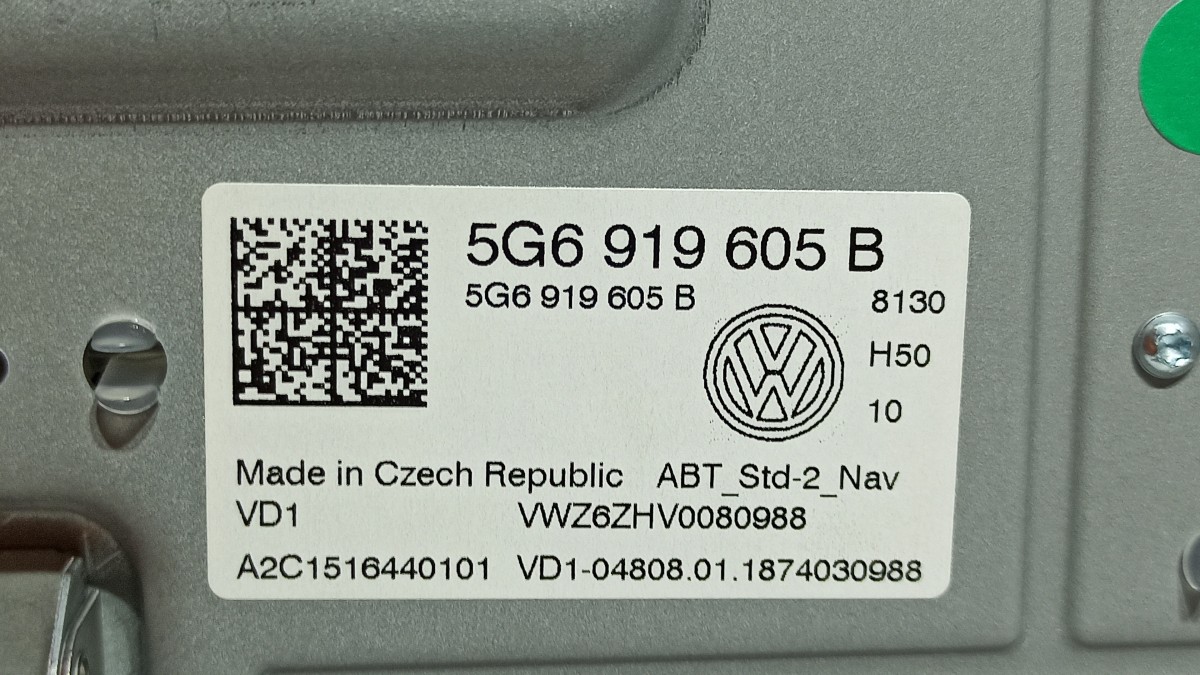 5G6 919 605 B
5G6 919 605 B 8130
H50
10
Made in Czech Republic ABT_Std-2_Nav
VD1 VWZ6ZHV0080988
A2C1516440101 VD1-04808.01.1874030988